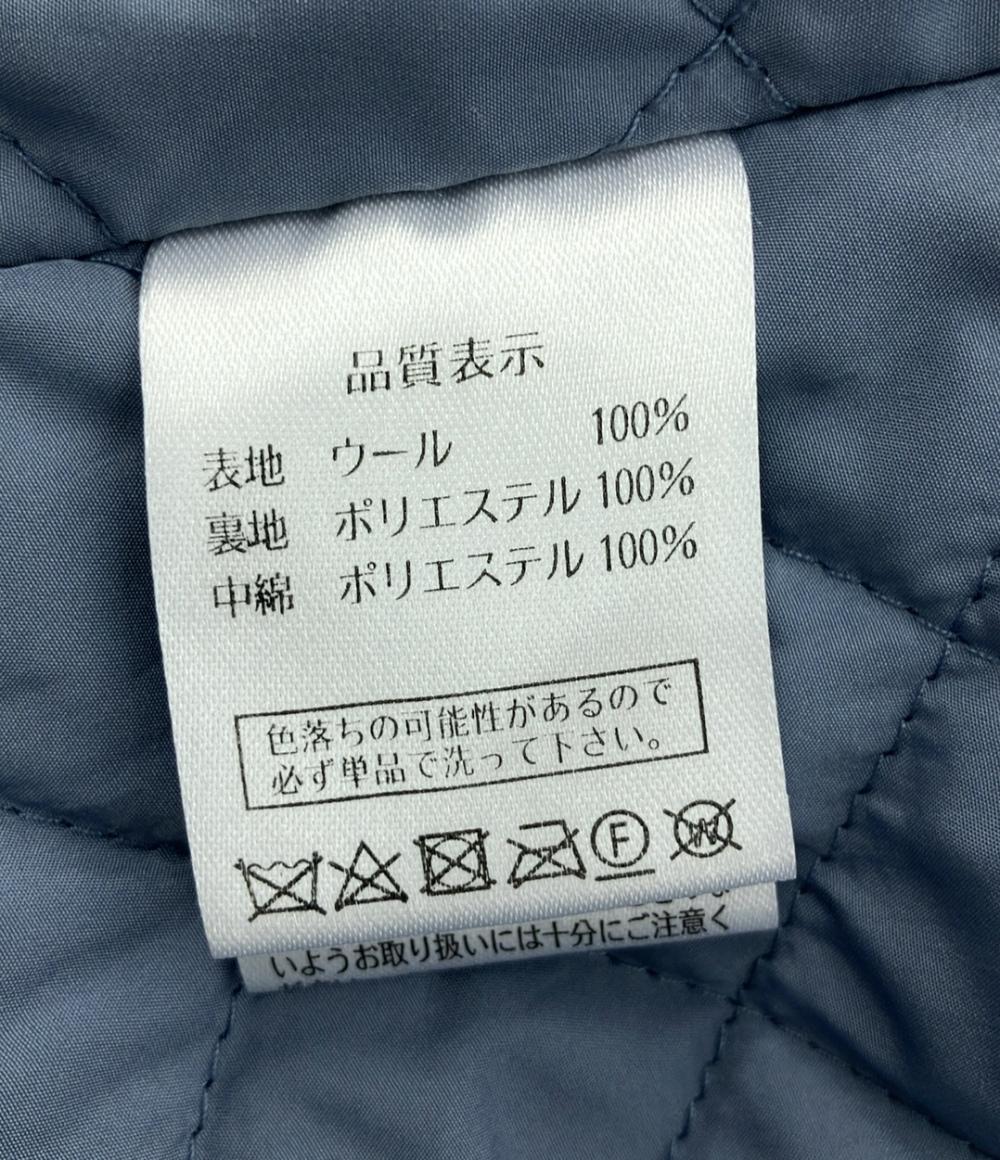 品質表示
表地 ウール 100%
裏地 ポリエステル 100%
中綿 ポリエステル 100%
色落ちの可能性があるので
必ず単品で洗って下さい。
F W
いようお取り扱いには十分にご注意く